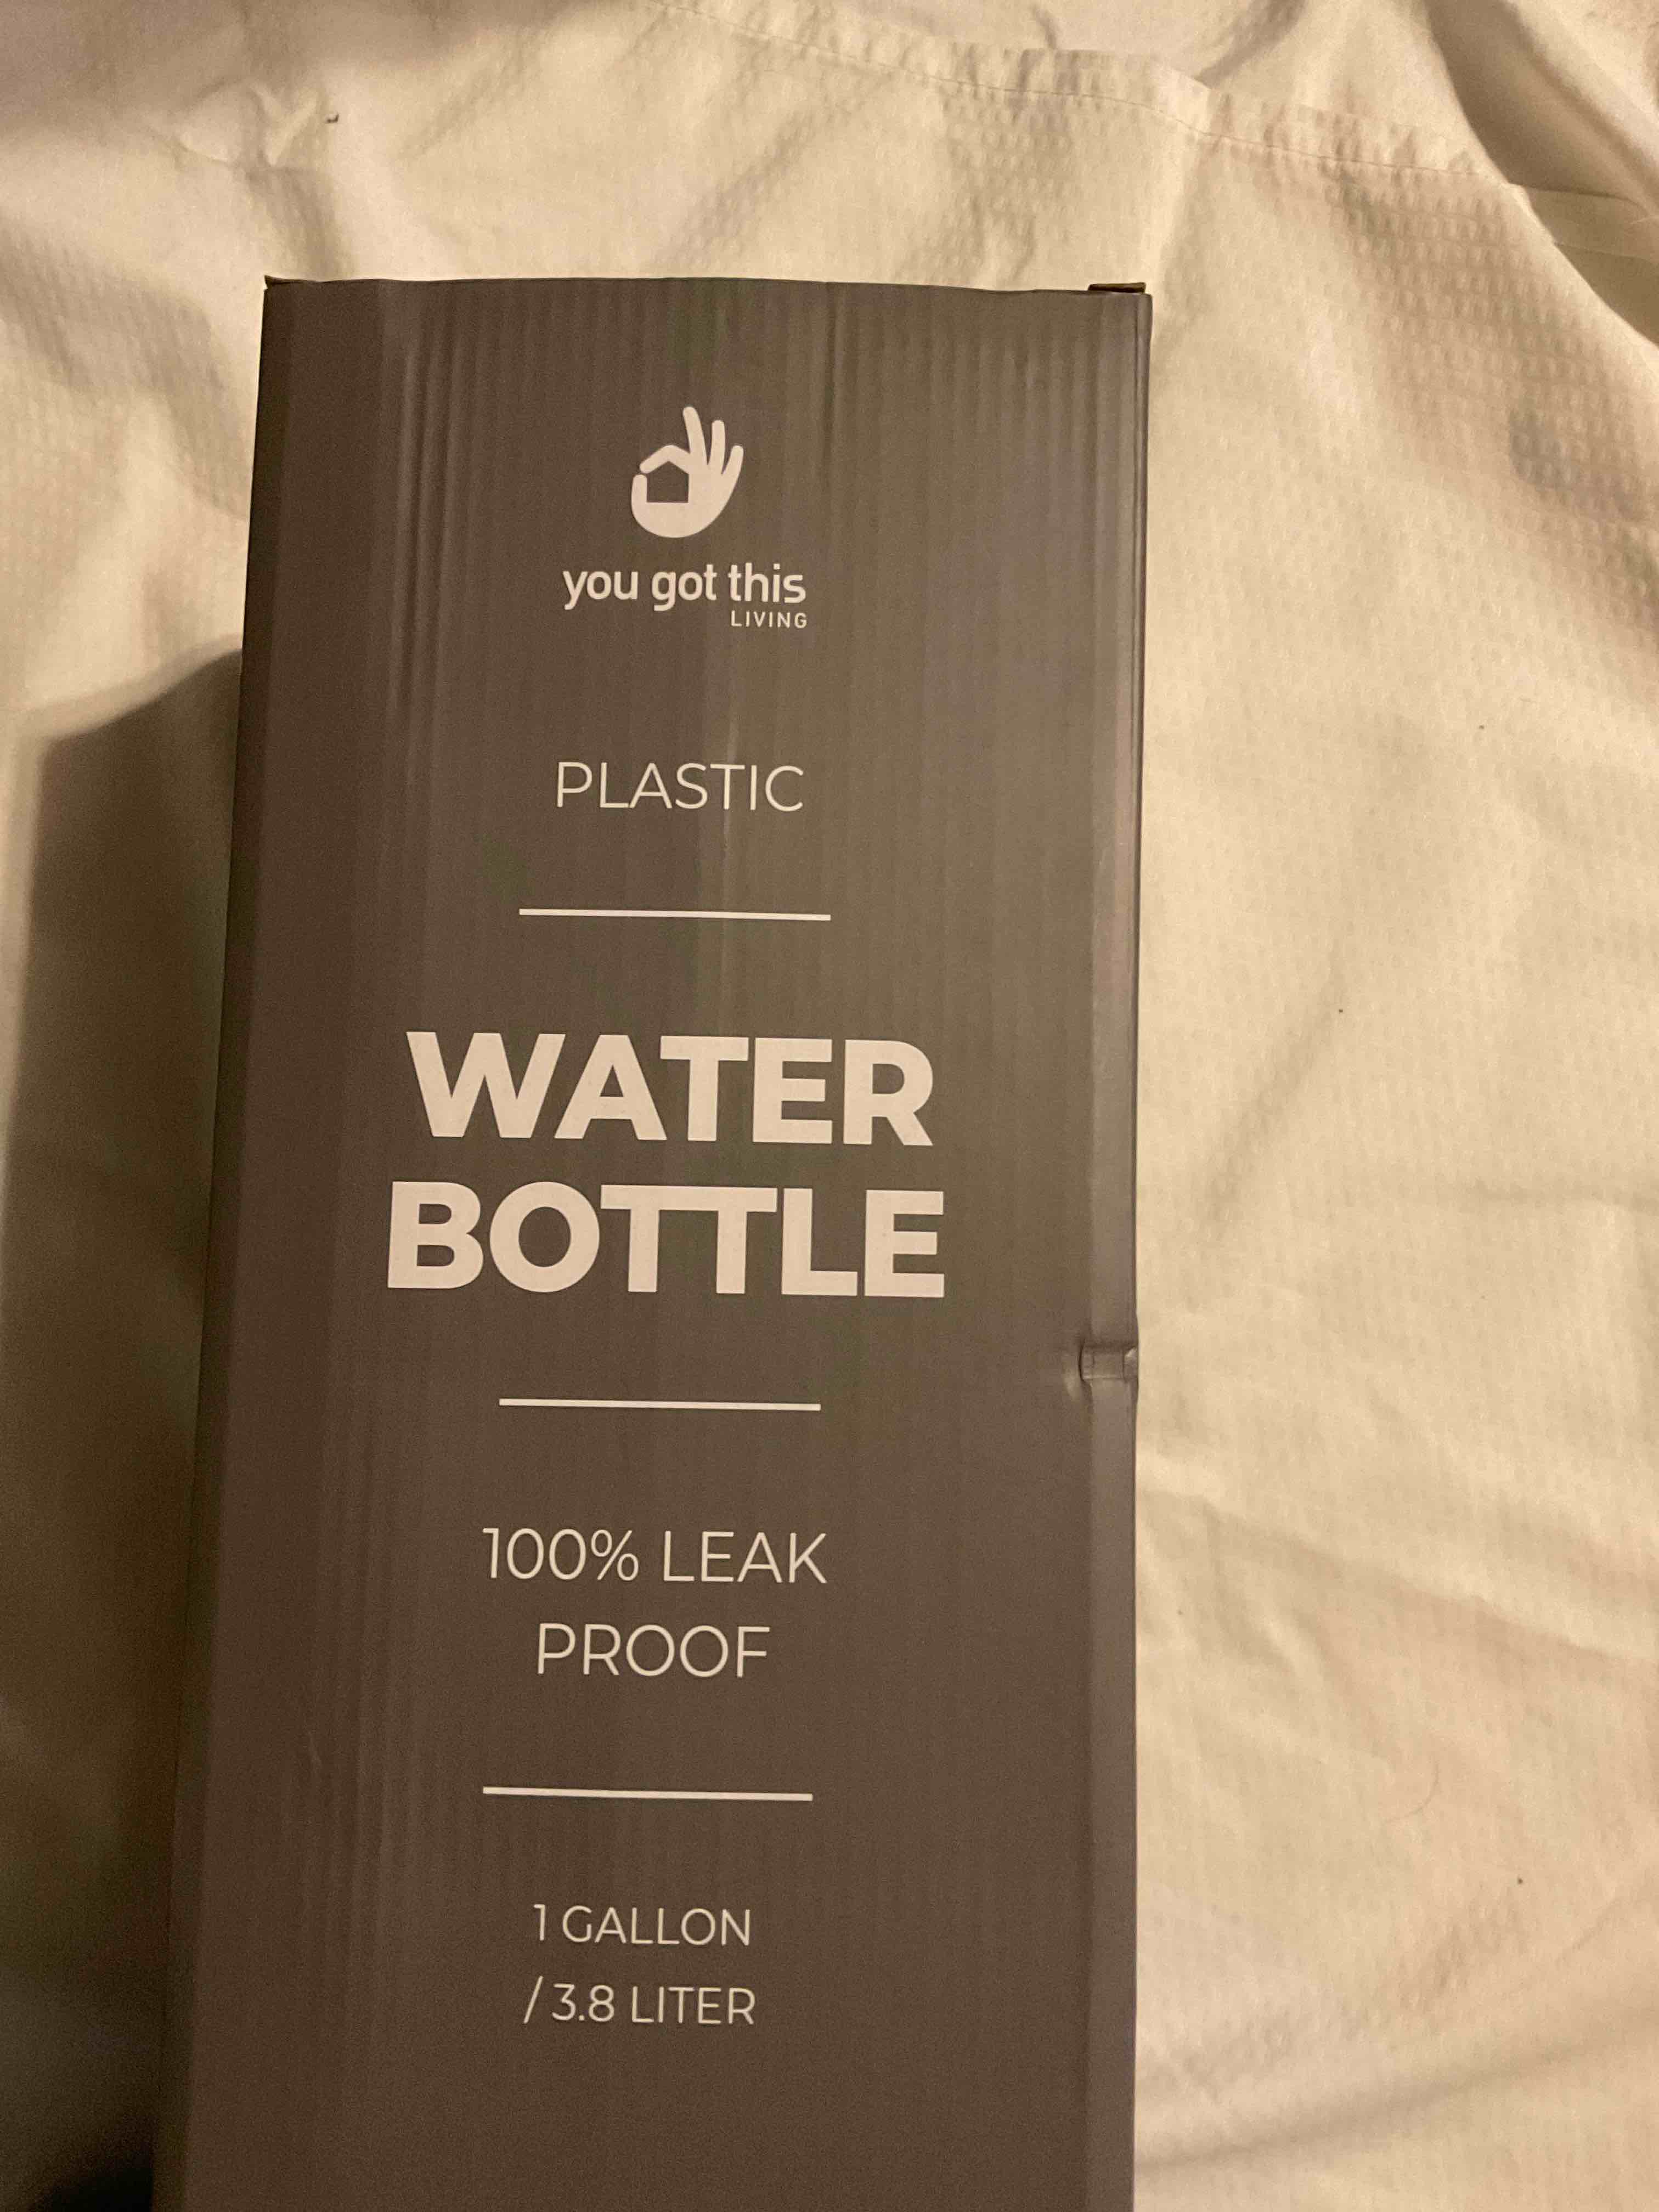 you got this
LIVING
PLASTIC
WATER
BOTTLE
100% LEAK
PROOF
1 GALLON
/ 3.8 LITER